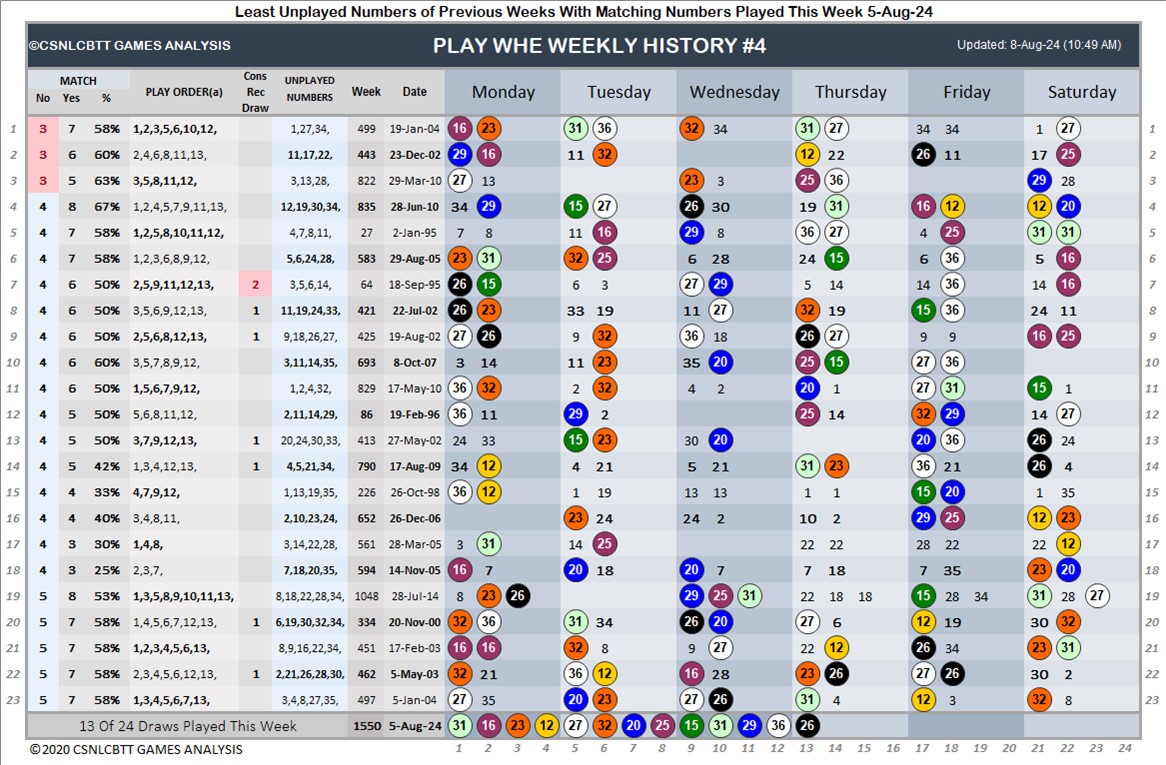 Least Unplayed Numbers of Previous Weeks With Matching Numbers Played This Week 5-Aug-24
©CSNLCBTT GAMES ANALYSIS PLAY WHE WEEKLY HISTORY #4 Updated: 8-Aug-24 (10:49 AM)
MATCH
No Yes % PLAY ORDER(a) Cons Rec Draw UNPLAYED NUMBERS Week Date Monday Tuesday Wednesday Thursday Friday Saturday
1 3 7 58% 1,2,3,5,6,10,12, 1,27,34, 499 19-Jan-04 16 23 31 36 32 34 31 27 34 34 1 27 1
2 3 6 60% 2,4,6,8,11,13, 11,17,22, 443 23-Dec-02 29 16 11 32 12 22 26 11 17 25 2
3 3 5 63% 3,5,8,11,12, 3,13,28, 822 29-Mar-10 27 13 23 3 25 36 29 28 3
4 4 8 67% 1,2,4,5,7,9,11,13, 12,19,30,34, 835 28-Jun-10 34 29 15 27 26 30 19 31 16 12 12 20 4
5 4 7 58% 1,2,5,8,10,11,12, 4,7,8,11, 27 2-Jan-95 7 8 11 16 29 8 36 27 4 25 31 31 5
6 4 7 58% 1,2,3,6,8,9,12, 5,6,24,28, 583 29-Aug-05 23 31 32 25 6 28 24 15 6 36 5 16 6
7 4 6 50% 2,5,9,11,12,13, 2 3,5,6,14, 64 18-Sep-95 26 15 6 3 27 29 5 14 14 36 14 16 7
8 4 6 50% 3,5,6,9,12,13, 1 11,19,24,33, 421 22-Jul-02 26 23 33 19 11 27 32 19 15 36 24 11 8
9 4 6 50% 2,5,6,8,12,13, 1 9,18,26,27, 425 19-Aug-02 27 26 9 32 36 18 26 27 9 9 16 25 9
10 4 6 50% 3,5,7,8,9,12, 3,11,14,35, 693 8-Oct-07 3 14 11 23 35 20 25 15 27 36 10
11 4 6 50% 1,5,6,7,9,12, 1,2,4,32, 829 17-May-10 36 32 2 32 4 2 20 1 27 31 15 1 11
12 4 5 50% 5,6,8,11,12, 2,11,14,29, 86 19-Feb-96 36 11 29 2 25 14 32 29 14 27 12
13 4 5 50% 3,7,9,12,13, 1 20,24,30,33, 413 27-May-02 24 33 15 23 30 20 20 36 26 24 13
14 4 5 42% 1,3,4,12,13, 1 4,5,21,34, 790 17-Aug-09 34 12 4 21 5 21 31 23 36 21 26 4 14
15 4 4 33% 4,7,9,12, 1,13,19,35, 226 26-Oct-98 36 12 1 19 13 13 1 1 15 20 1 35 15
16 4 4 40% 3,4,8,11, 2,10,23,24, 652 26-Dec-06 23 24 24 2 10 2 29 25 12 23 16
17 4 3 30% 1,4,8, 3,14,22,28, 561 28-Mar-05 3 31 14 25 22 22 28 22 22 12 17
18 4 3 25% 2,3,7, 7,18,20,35, 594 14-Nov-05 16 7 20 18 20 7 7 18 7 35 23 20 18
19 5 8 53% 1,3,5,8,9,10,11,13, 8,18,22,28,34, 1048 28-Jul-14 8 23 26 29 25 31 22 18 18 15 28 34 31 28 27 19
20 5 7 58% 1,4,5,6,7,12,13, 1 6,19,30,32,34, 334 20-Nov-00 32 36 31 34 26 20 27 6 12 19 30 32 20
21 5 7 58% 1,2,3,4,5,6,13, 8,9,16,22,34, 451 17-Feb-03 16 16 32 8 9 27 22 12 26 34 23 31 21
22 5 7 58% 2,3,4,5,6,12,13, 1 2,21,26,28,30, 462 5-May-03 32 21 36 12 16 28 23 26 27 26 30 2 22
23 5 7 58% 1,3,4,5,6,7,13, 3,4,8,27,35, 497 5-Jan-04 27 35 20 23 27 26 31 4 12 3 32 8 23
13 Of 24 Draws Played This Week 1550 5-Aug-24 31 16 23 12 27 32 20 25 15 31 29 36 26
© 2020 CSNLCBTT GAMES ANALYSIS 1 2 3 4 5 6 7 8 9 10 11 12 13 14 15 16 17 18 19 20 21 22 23 24